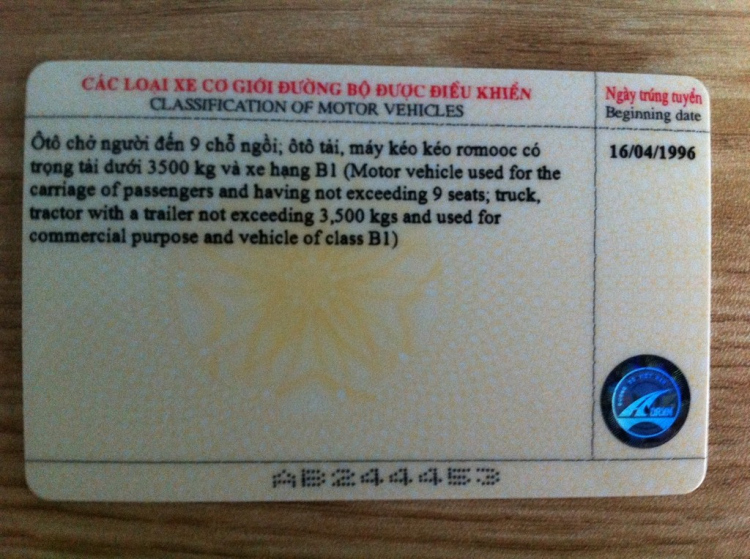 CÁC LOẠI XE CƠ GIỚI ĐƯỜNG BỘ ĐƯỢC ĐIỀU KHIỂN
CLASSIFICATION OF MOTOR VEHICLES
Ngày trúng tuyển
Beginning date
Ôtô chở người đến 9 chỗ ngồi; ôtô tải, máy kéo kéo rơmooc có
trọng tải dưới 3500 kg và xe hạng B1 (Motor vehicle used for the
carriage of passengers and having not exceeding 9 seats; truck,
tractor with a trailer not exceeding 3,500 kgs and used for
commercial purpose and vehicle of class B1)
16/04/1996
AB244453